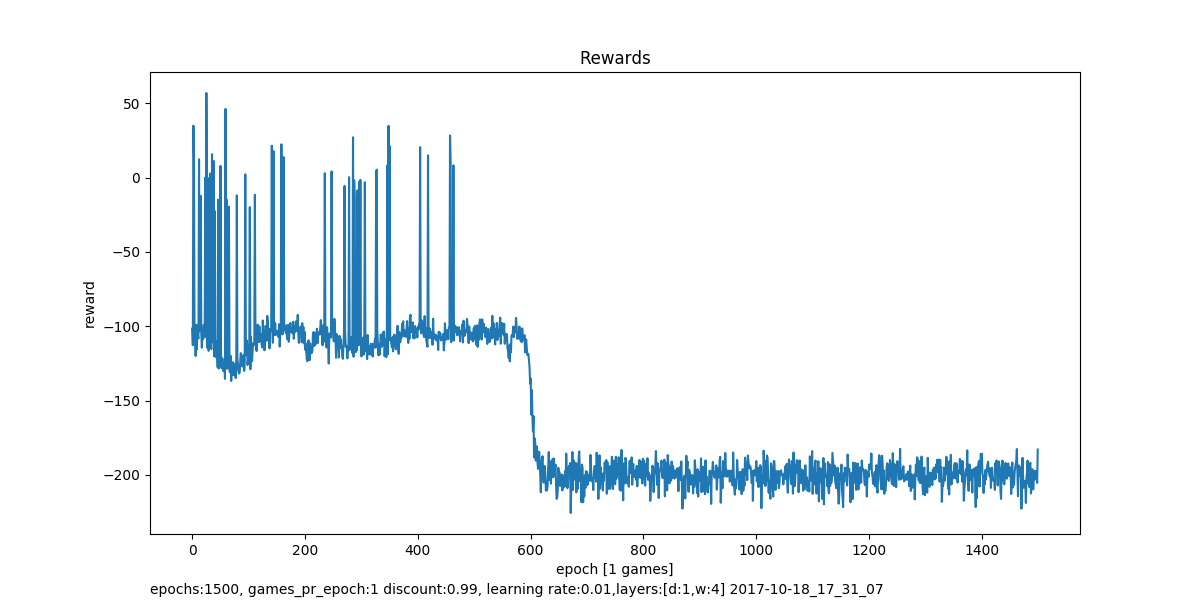 Rewards
50
0
−50
−100
−150
−200
reward
0 200 400 600 800 1000 1200 1400
epoch [1 games]
epochs:1500, games_pr_epoch:1 discount:0.99, learning rate:0.01,layers:[d:1,w:4] 2017-10-18_17_31_07